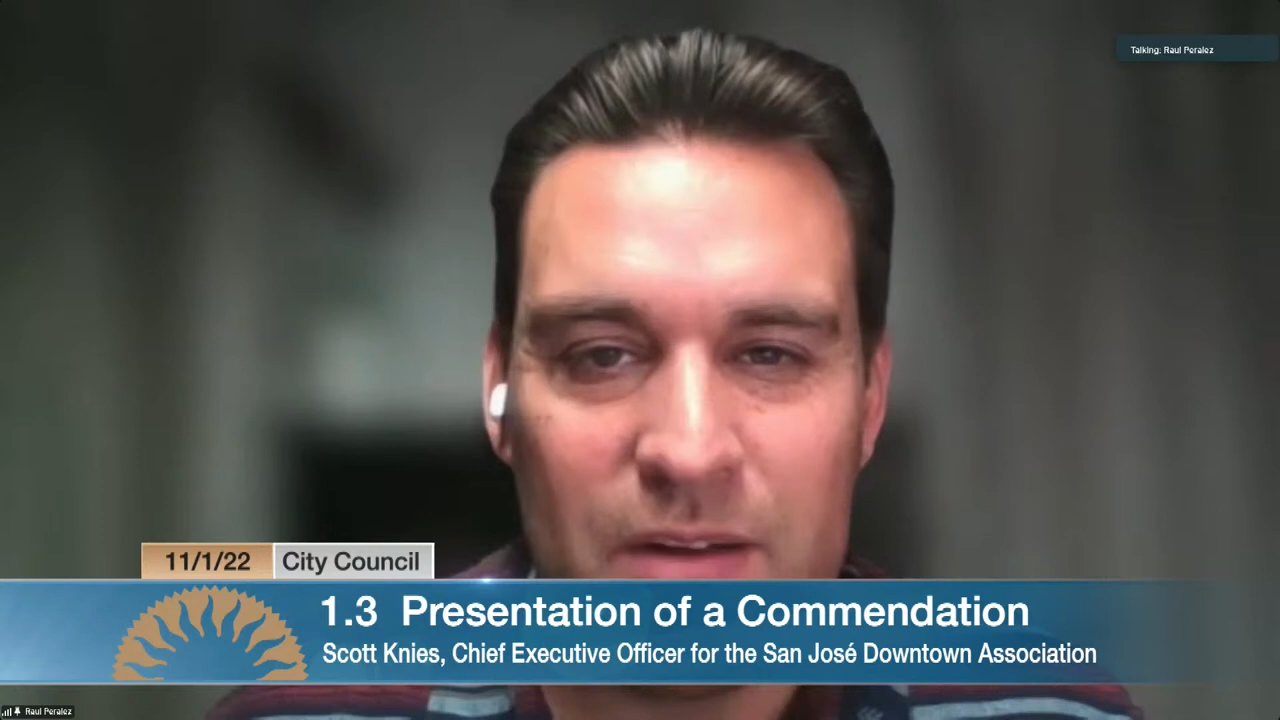 Talking: Raul Peralez
11/1/22 City Council
1.3 Presentation of a Commendation
Scott Knies, Chief Executive Officer for the San José Downtown Association
Raul Peralez